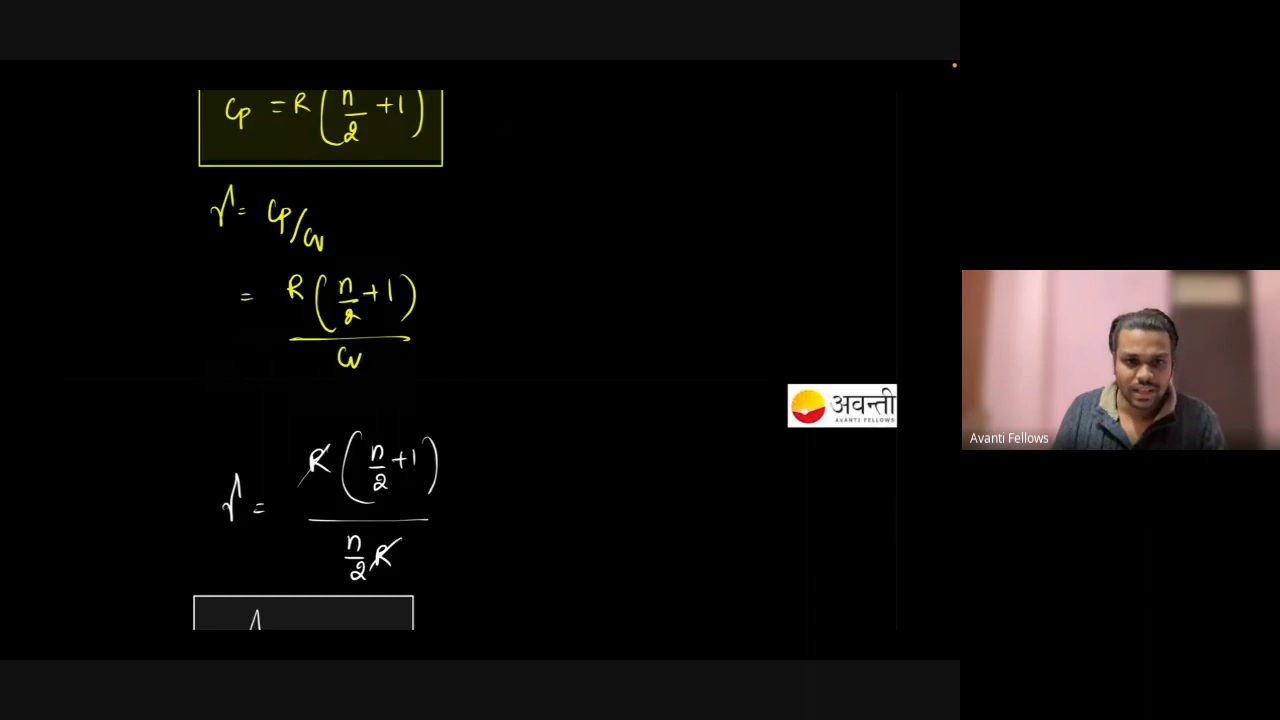 Cp = R(n/2 + 1)
γ = Cp/Cv
= R(n/2 + 1) / Cv
γ = R(n/2 + 1) / n/2 R
अवन्ती
AVANTI FELLOWS
Avanti Fellows